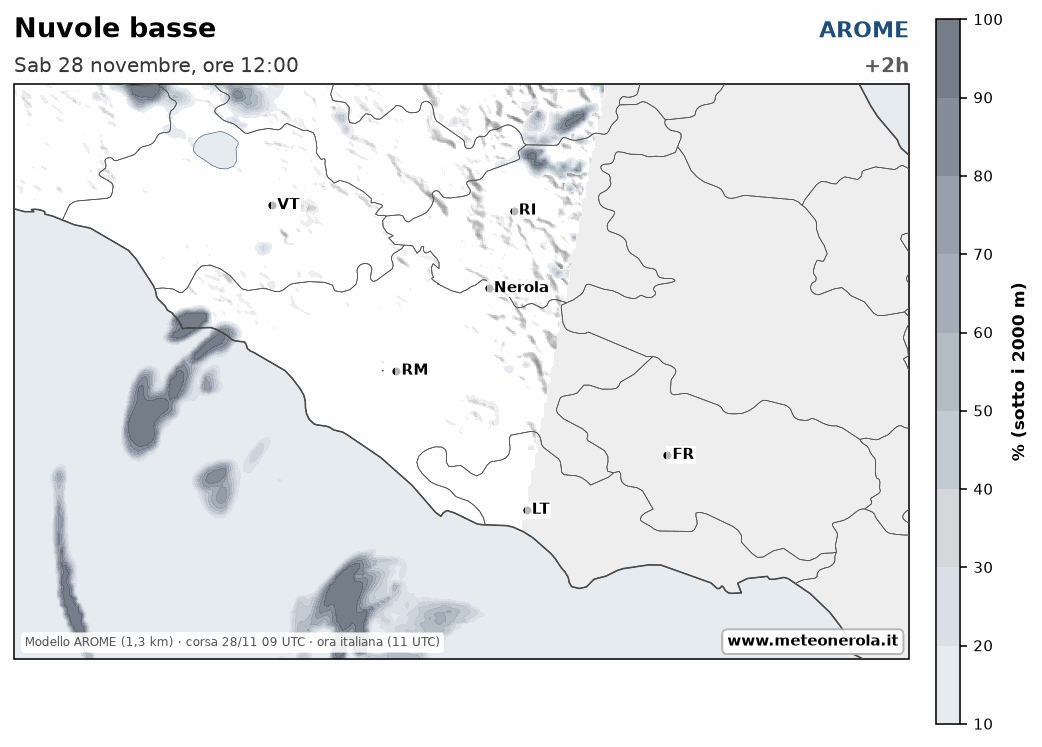 Nuvole basse
AROME
Sab 28 novembre, ore 12:00
+2h
VT
RI
Nerola
RM
FR
LT
Modello AROME (1,3 km) · corsa 28/11 09 UTC · ora italiana (11 UTC)
www.meteonerola.it
100
90
80
70
60
50
40
30
20
10
% (sotto i 2000 m)